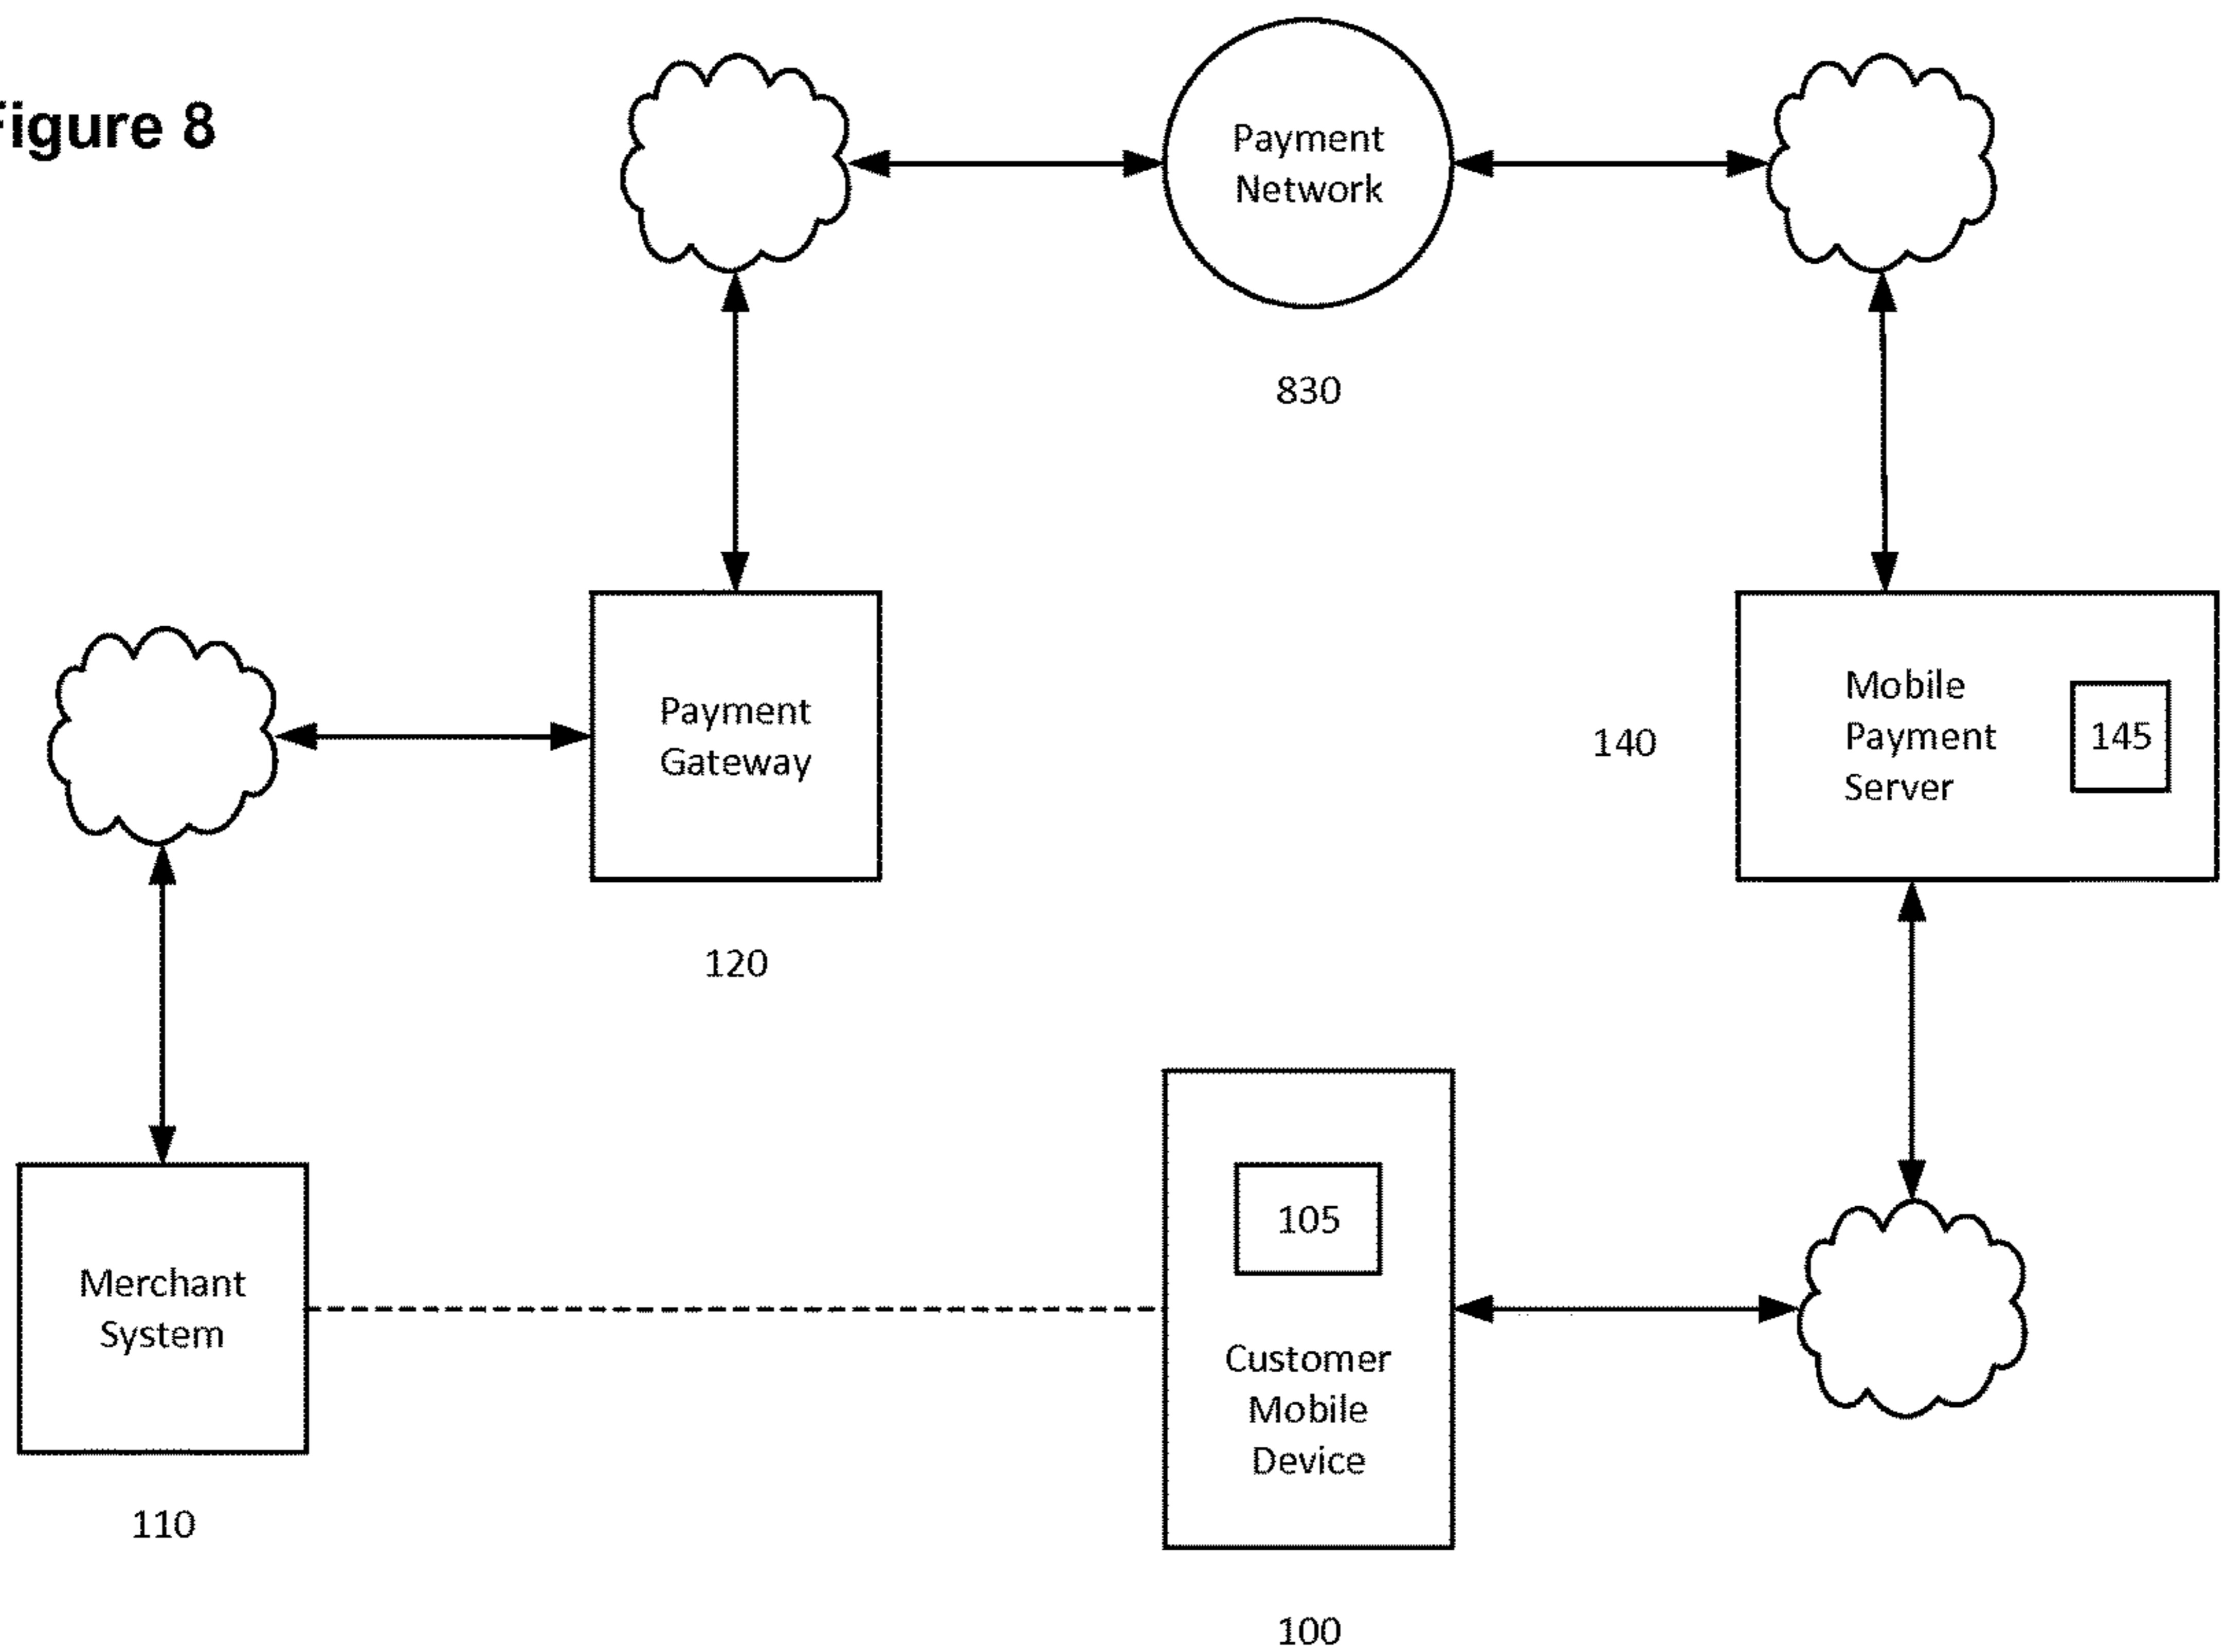 Figure 8
Payment
Network
830
Payment
Gateway
120
140
Mobile
Payment
Server
145
Merchant
System
110
105
Customer
Mobile
Device
100